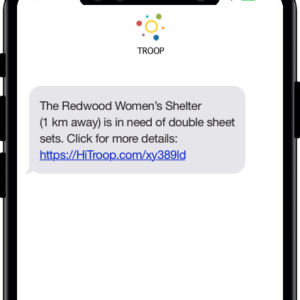 TROOP
The Redwood Women's Shelter
(1 km away) is in need of double sheet
sets. Click for more details:
https://HiTroop.com/xy389ld